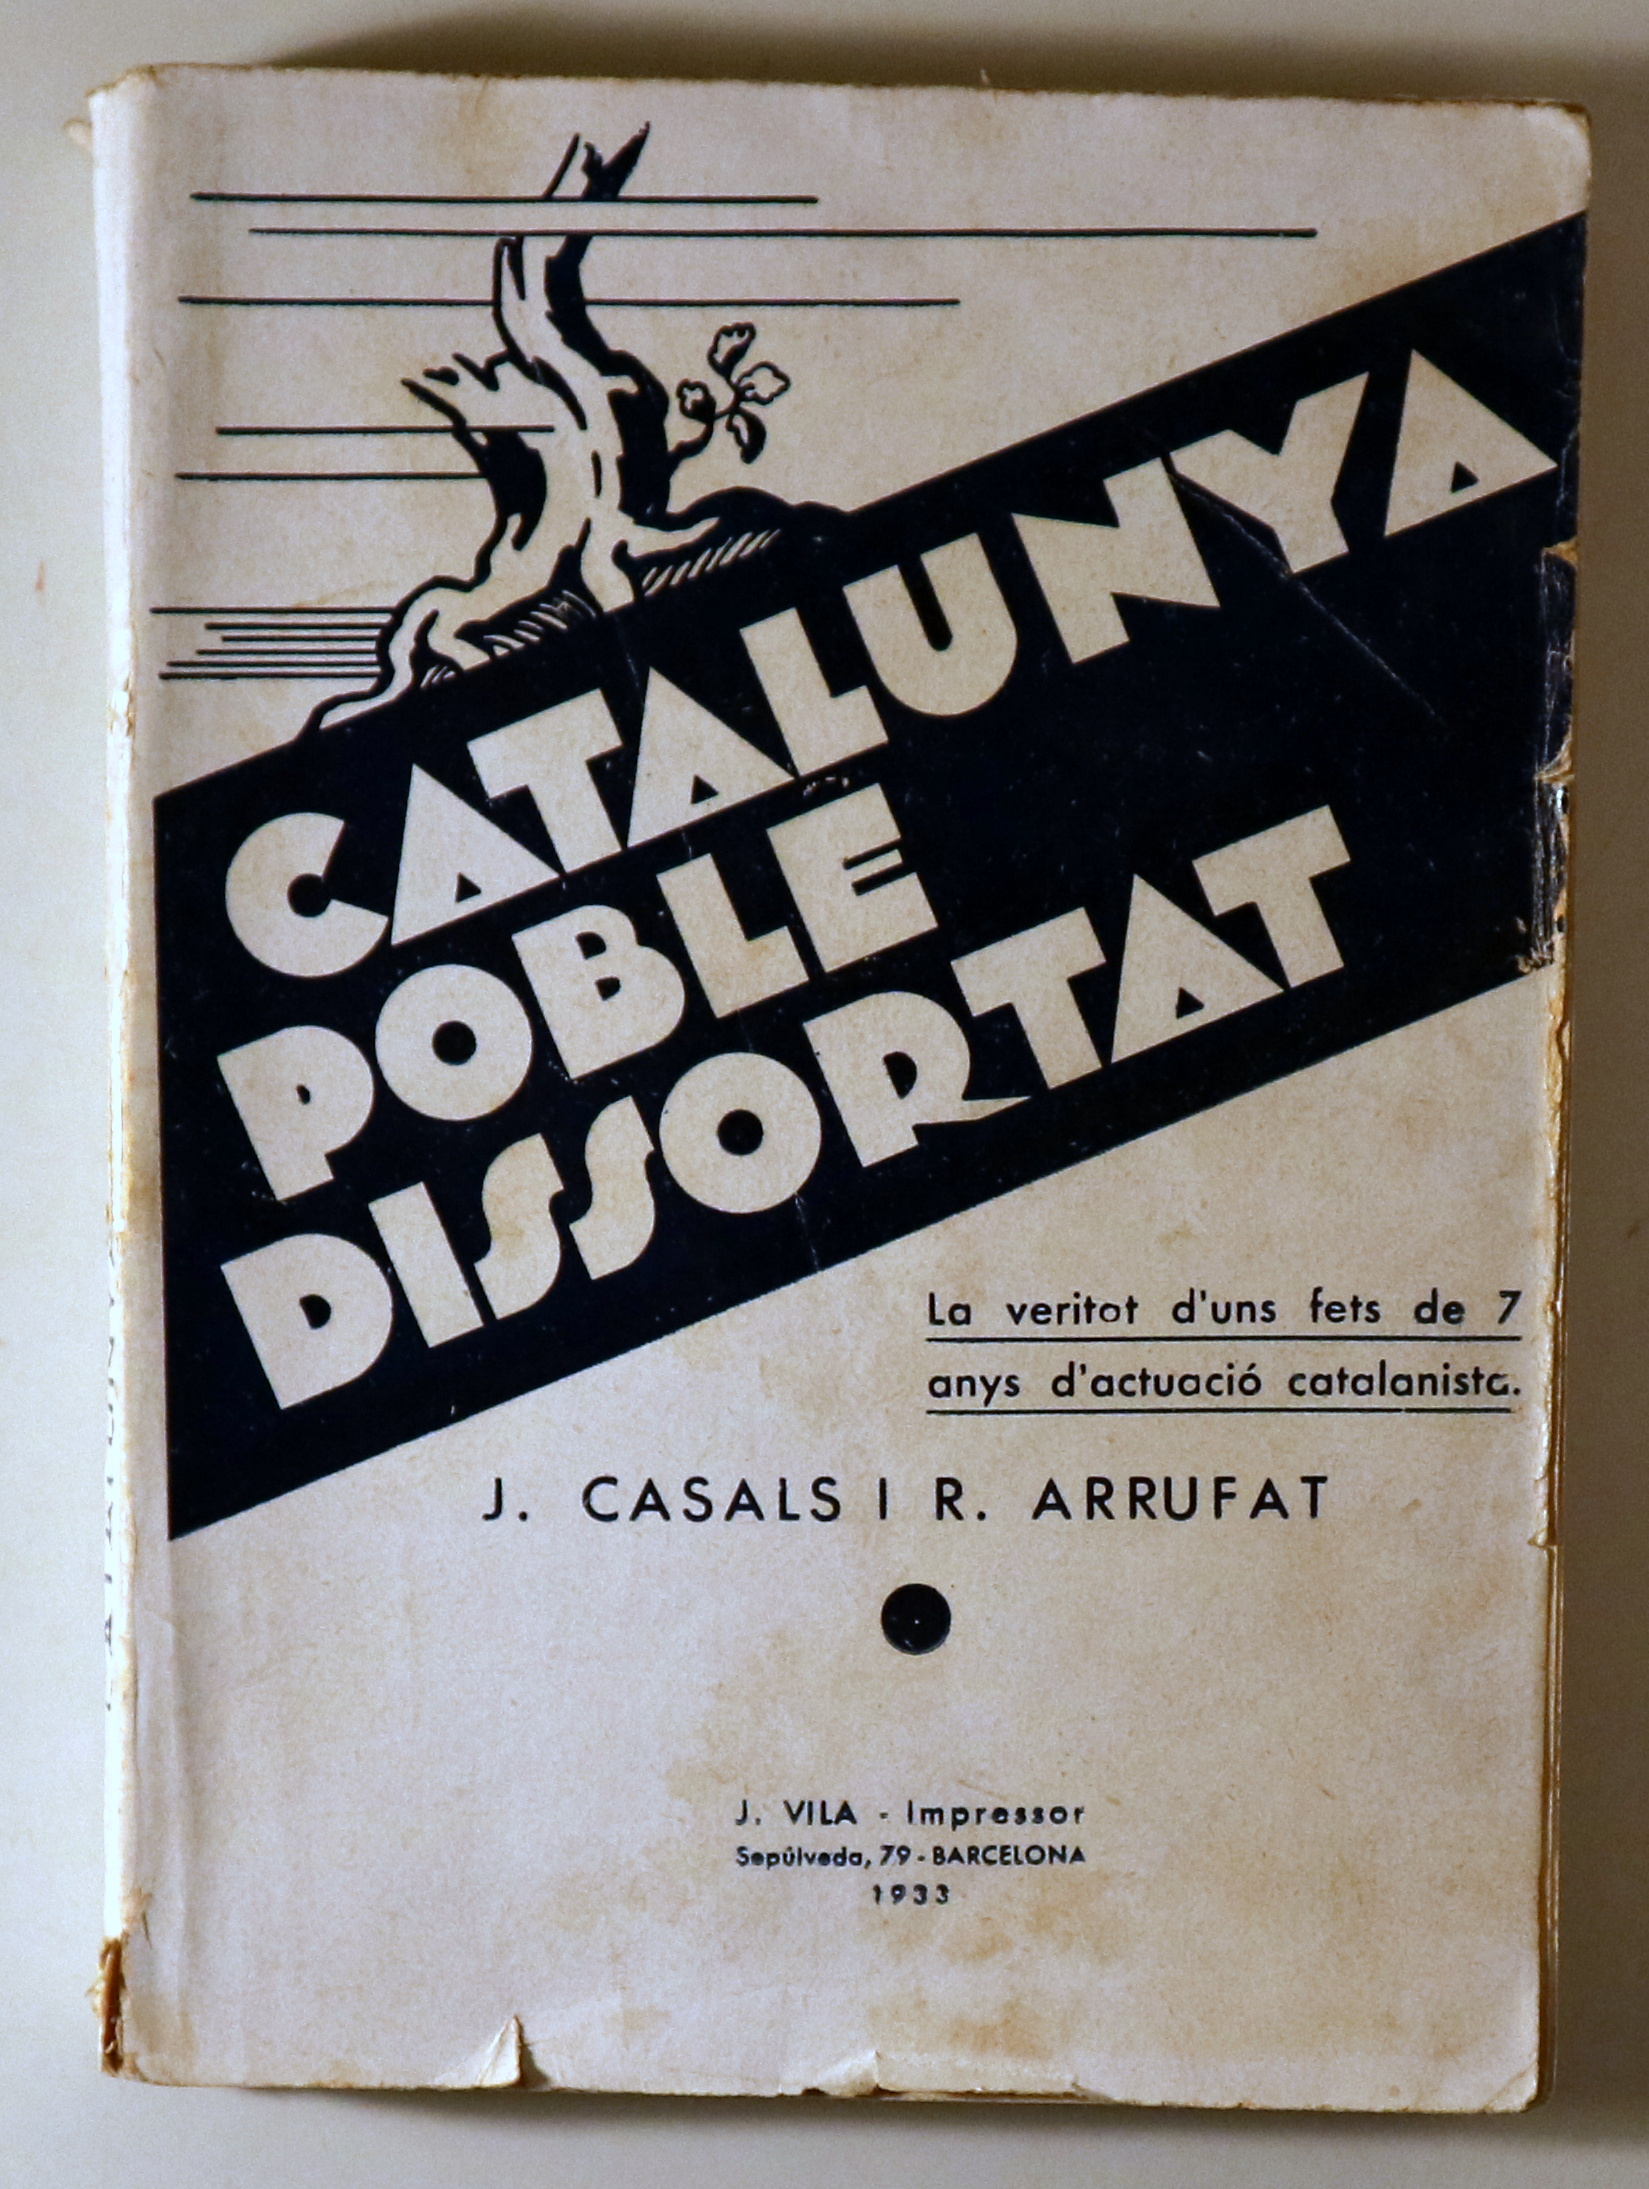 CATALUNYA
POBLE
DISSORTAT
La veritat d'uns fets de 7
anys d'actuació catalanista.
J. CASALS I R. ARRUFAT
J. VILA - Impressor
Sepúlveda, 79 - BARCELONA
1933